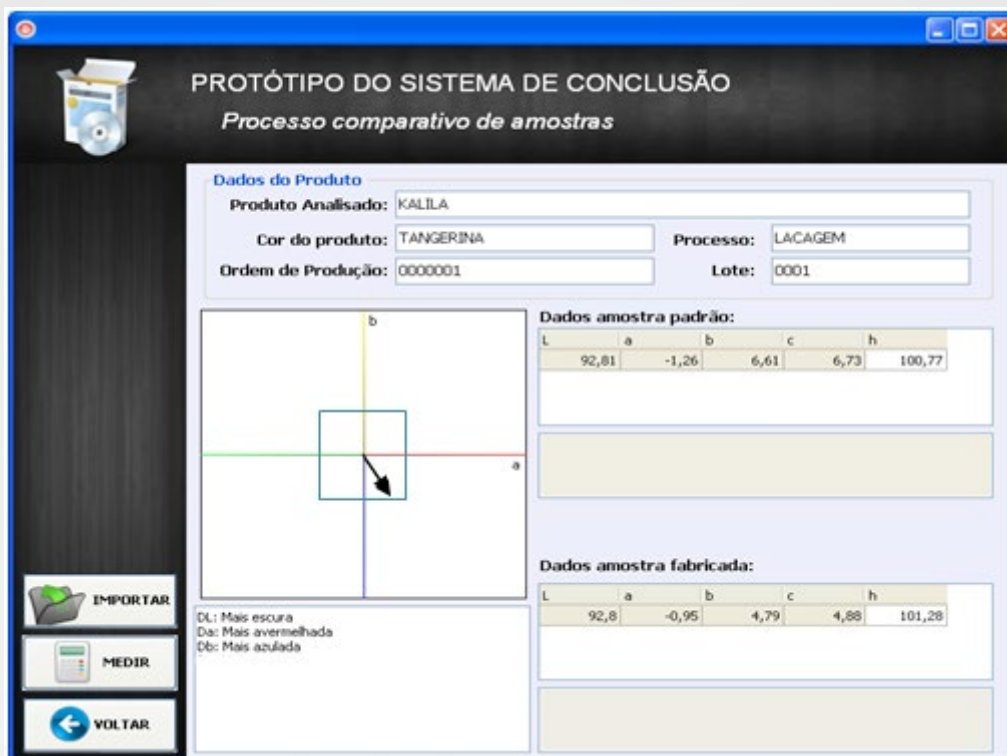 PROTÓTIPO DO SISTEMA DE CONCLUSÃO
Processo comparativo de amostras
Dados do Produto
Produto Analisado: KALILA
Cor do produto: TANGERINA Processo: LACAGEM
Ordem de Produção: 0000001 Lote: 0001
b
a
Dados amostra padrão:
L a b c h
92,81 -1,26 6,61 6,73 100,77
Dados amostra fabricada:
L a b c h
92,8 -0,95 4,79 4,88 101,28
DL: Mais escura
Da: Mais avermelhada
Db: Mais azulada
IMPORTAR
MEDIR
VOLTAR